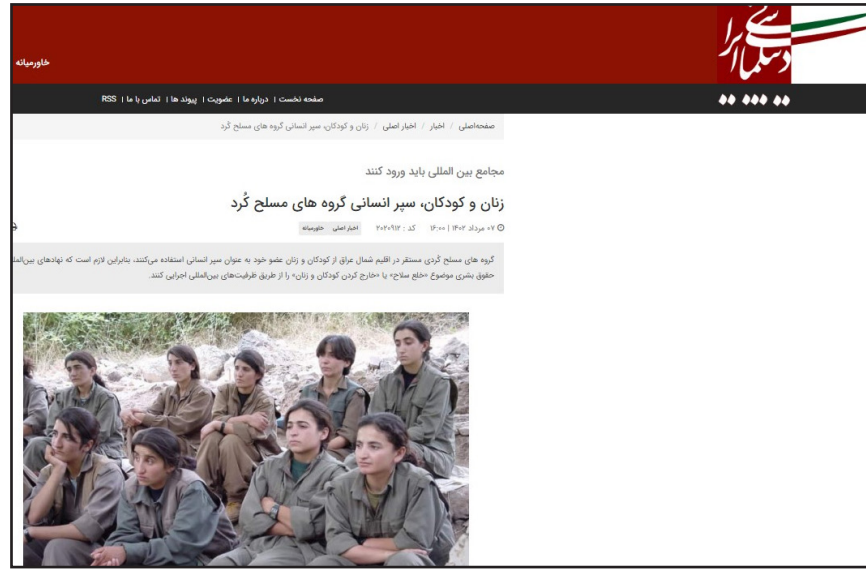 دیپلماسی ایرانی
خاورمیانه
صفحه نخست | درباره ما | عضویت | پیوند ها | تماس با ما | RSS
صفحه‌اصلی / اخبار / اخبار اصلی / زنان و کودکان، سپر انسانی گروه های مسلح کُرد
مجامع بین المللی باید ورود کنند
زنان و کودکان، سپر انسانی گروه های مسلح کُرد
۰۷ مرداد ۱۴۰۲ | ۱۶:۰۰ کد : ۲۰۲۰۹۱۲ اخبار اصلی خاورمیانه
گروه های مسلح کُردی مستقر در اقلیم شمال عراق از کودکان و زنان عضو خود به عنوان سپر انسانی استفاده می‌کنند، بنابراین لازم است که نهادهای
حقوق بشری موضوع «خلع سلاح» یا «خارج کردن کودکان و زنان» را از طریق ظرفیت‌های بین‌المللی اجرایی کنند.